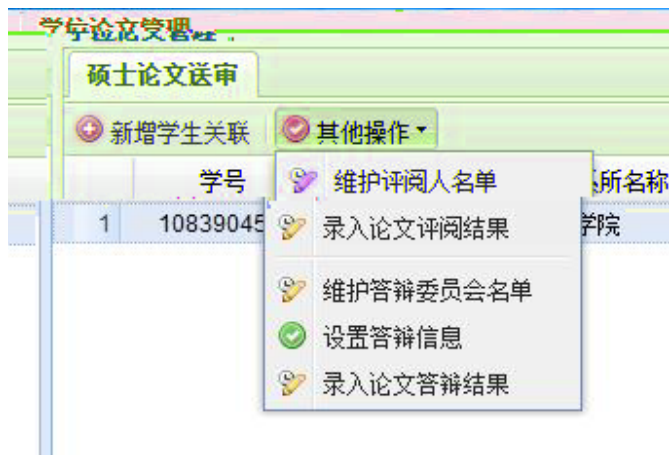 硕士论文送审
新增学生关联 其他操作
学号 所名称
维护评阅人名单
1 10839045 学院
录入论文评阅结果
维护答辩委员会名单
设置答辩信息
录入论文答辩结果